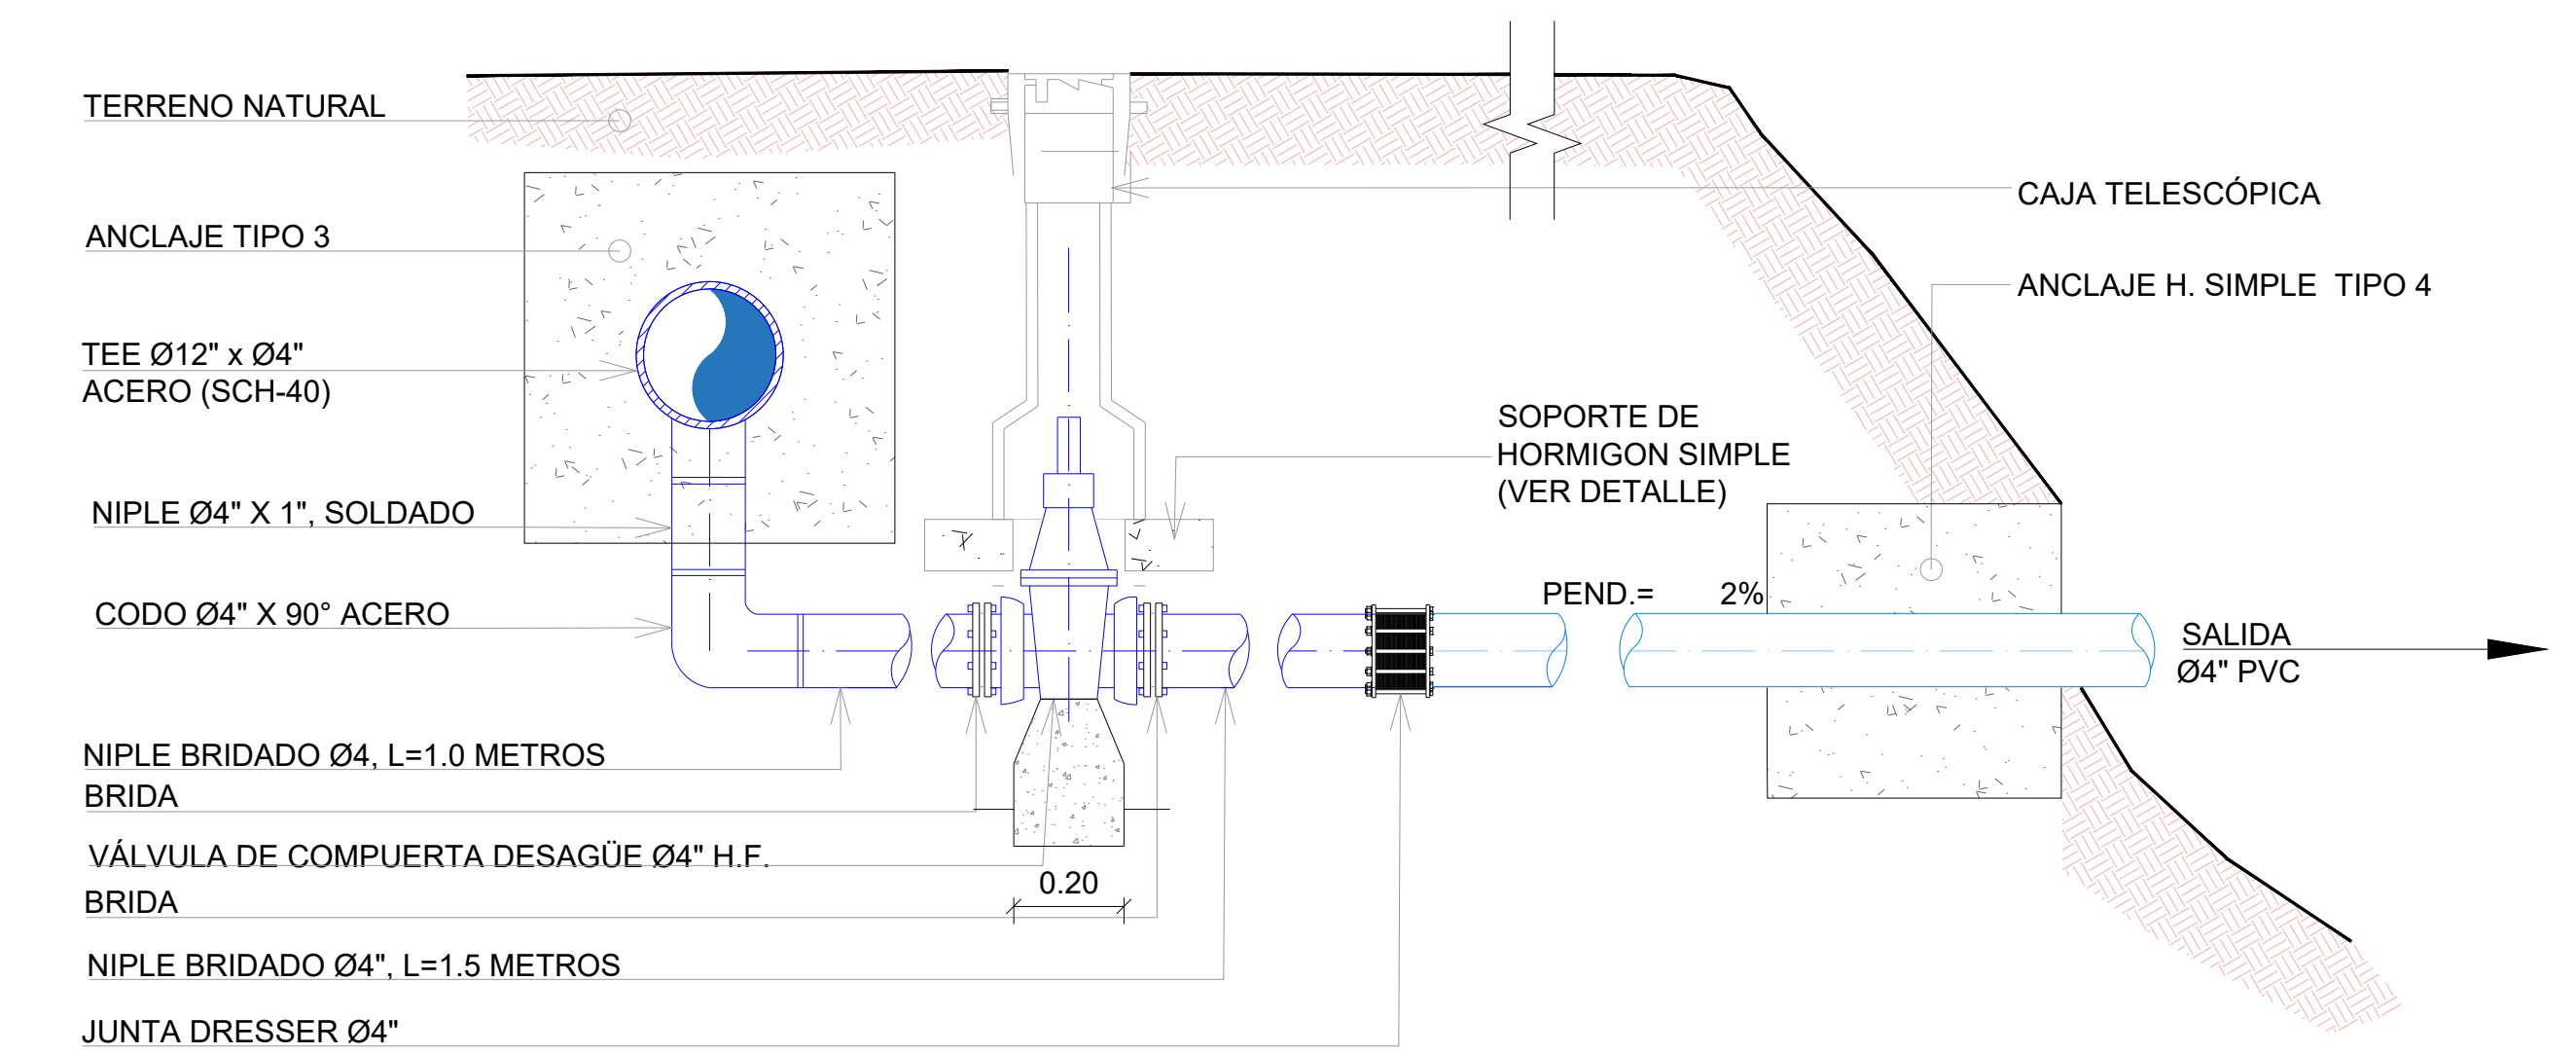 TERRENO NATURAL
ANCLAJE TIPO 3
TEE Ø12" x Ø4"
ACERO (SCH-40)
NIPLE Ø4" X 1", SOLDADO
CODO Ø4" X 90° ACERO
NIPLE BRIDADO Ø4, L=1.0 METROS
BRIDA
VÁLVULA DE COMPUERTA DESAGÜE Ø4" H.F.
BRIDA
NIPLE BRIDADO Ø4", L=1.5 METROS
JUNTA DRESSER Ø4"
0.20
SOPORTE DE
HORMIGON SIMPLE
(VER DETALLE)
PEND.= 2%
CAJA TELESCÓPICA
ANCLAJE H. SIMPLE TIPO 4
SALIDA
Ø4" PVC